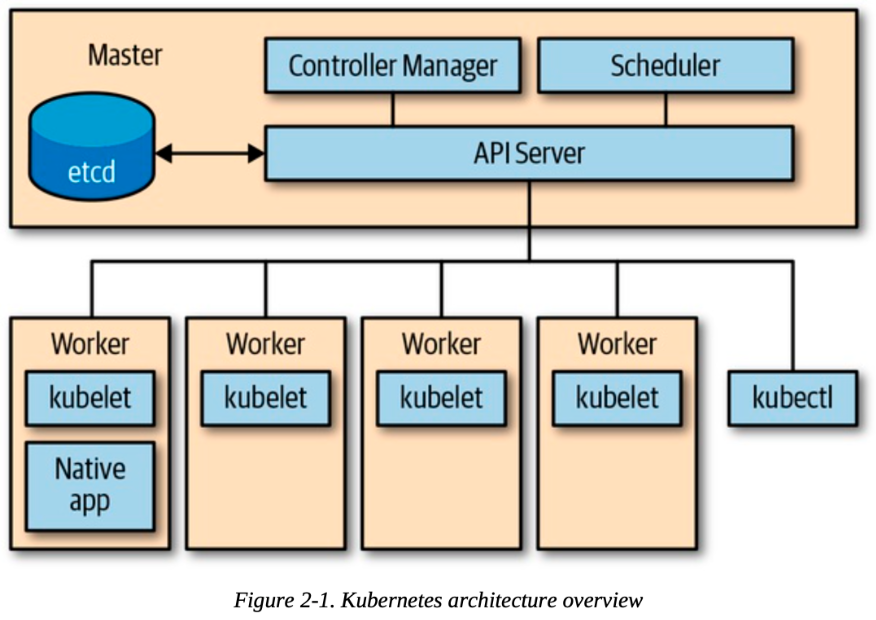 Master
Controller Manager
Scheduler
etcd
API Server
Worker
kubelet
Native
app
Worker
kubelet
Worker
kubelet
Worker
kubelet
kubectl
Figure 2-1. Kubernetes architecture overview